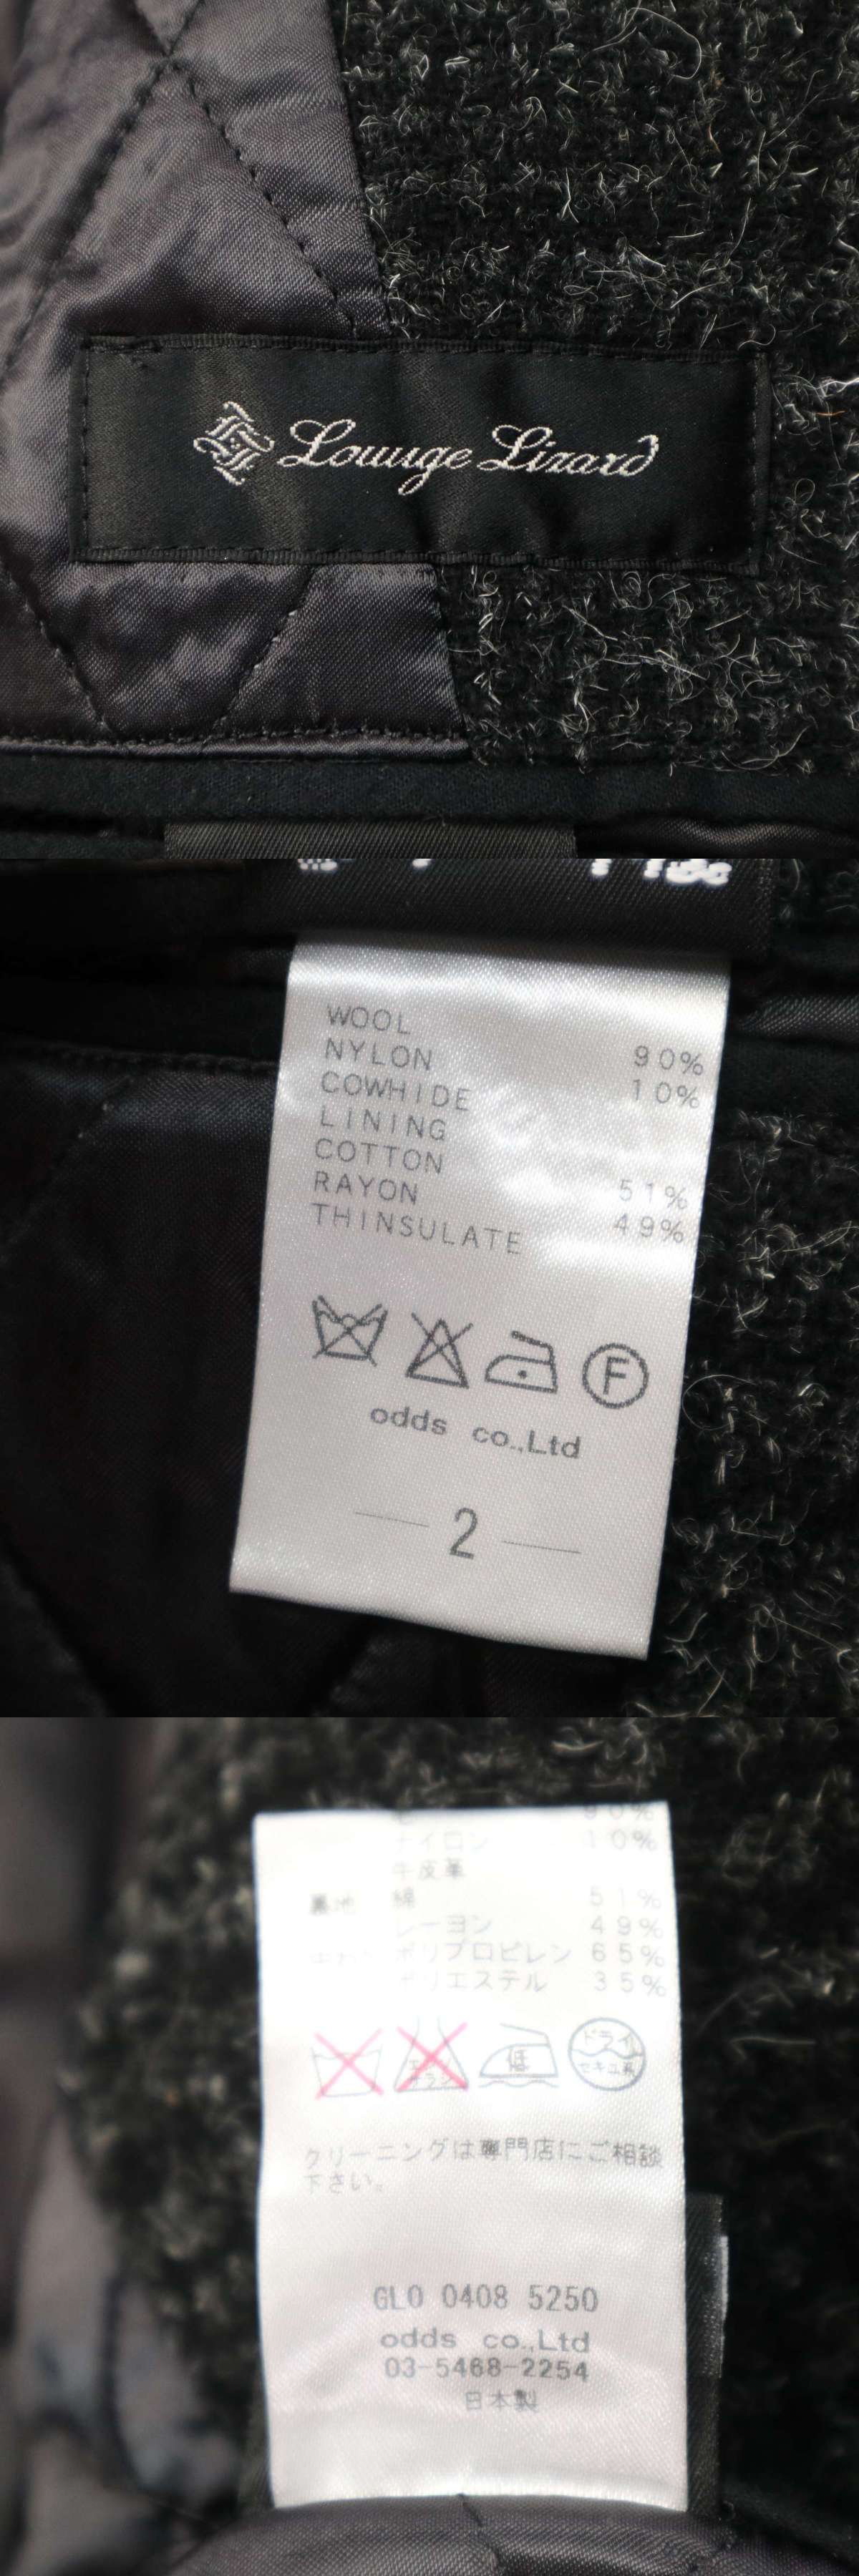 Lounge Lizard
WOOL 90%
NYLON 10%
COWHIDE
LINING
COTTON 51%
RAYON 49%
THINSULATE
F
odds co.,Ltd
2
90%
ナイロン 10%
牛皮革
裏地 綿 51%
レーヨン 49%
ポリプロピレン 65%
ポリエステル 35%
低
ドライ
セキユ系
クリーニングは専門店にご相談
下さい。
GL0 0408 5250
odds co.,Ltd
03-5468-2254
日本製